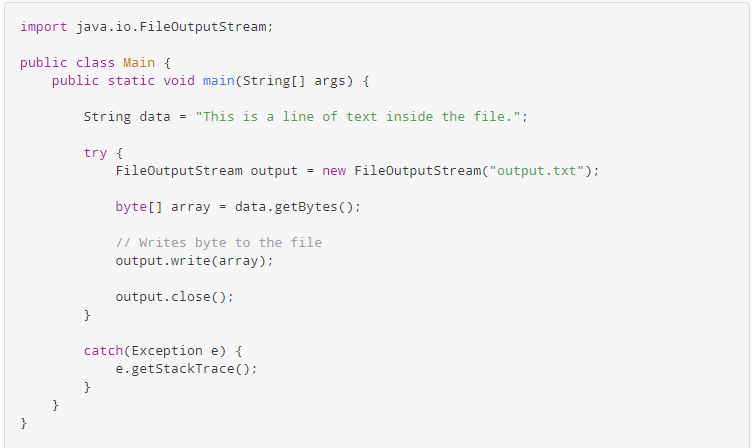 import java.io.FileOutputStream;
public class Main {
public static void main(String[] args) {
String data = "This is a line of text inside the file.";
try {
FileOutputStream output = new FileOutputStream("output.txt");
byte[] array = data.getBytes();
// Writes byte to the file
output.write(array);
output.close();
}
catch(Exception e) {
e.getStackTrace();
}
}
}